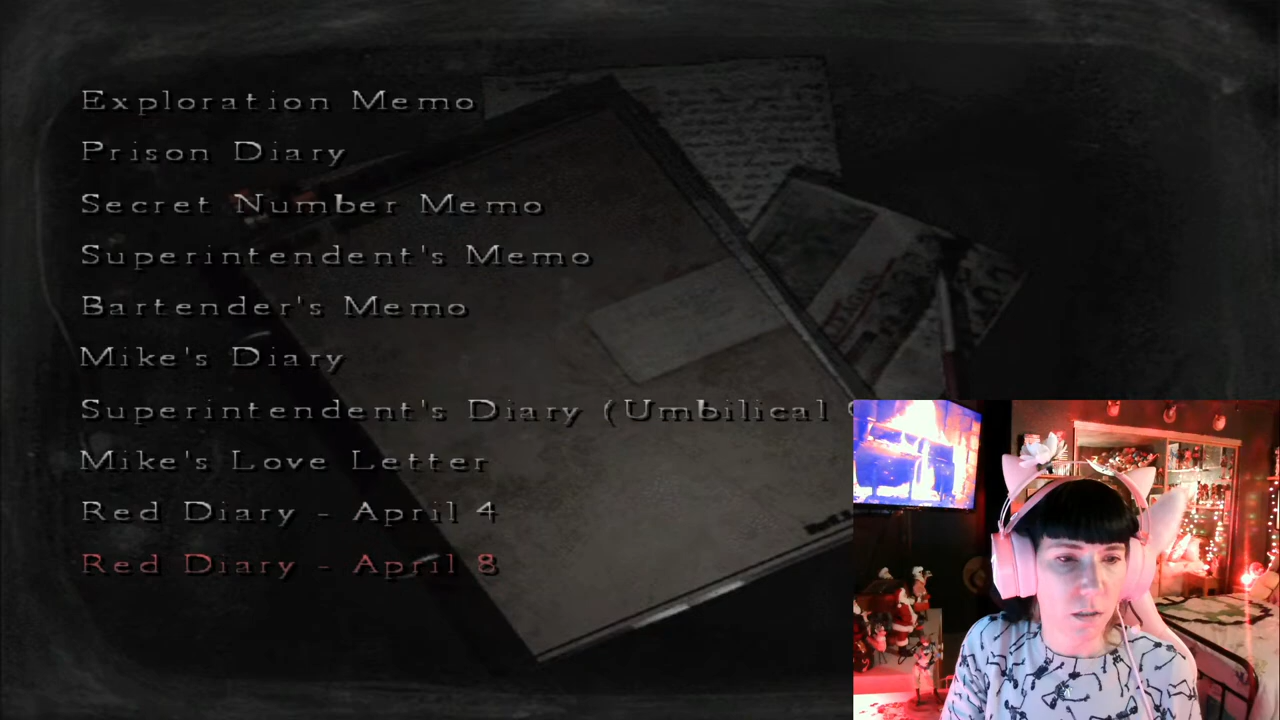 Exploration Memo
Prison Diary
Secret Number Memo
Superintendent's Memo
Bartender's Memo
Mike's Diary
Superintendent's Diary (Umbilical
Mike's Love Letter
Red Diary - April 4
Red Diary - April 8